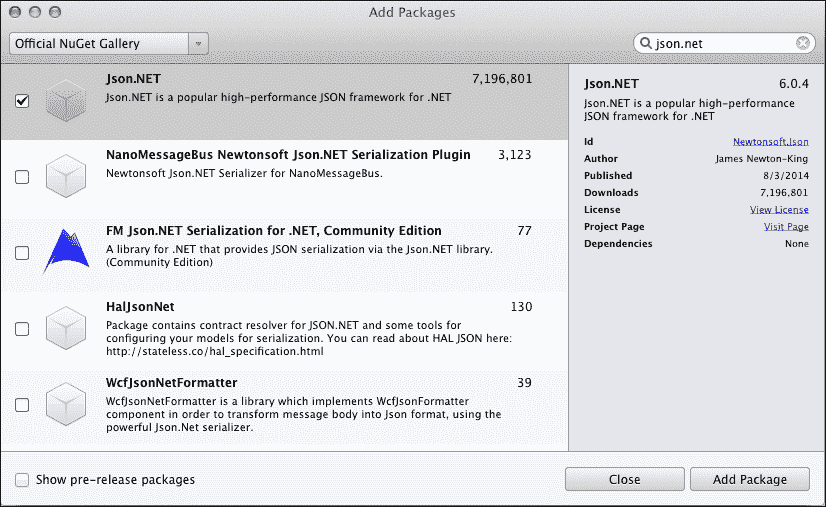 Add Packages
Official NuGet Gallery
json.net
Json.NET 7,196,801
Json.NET is a popular high-performance JSON framework for .NET
NanoMessageBus Newtonsoft Json.NET Serialization Plugin 3,123
Newtonsoft Json.NET Serializer for NanoMessageBus.
FM Json.NET Serialization for .NET, Community Edition 77
A library for .NET that provides JSON serialization via the Json.NET library.
(Community Edition)
HalJsonNet 130
Package contains contract resolver for JSON.NET and some tools for
configuring your models for serialization. You can read about HAL JSON here:
http://stateless.co/hal_specification.html
WcfJsonNetFormatter 39
WcfJsonNetFormatter is a library which implements WcfJsonFormatter
component in order to transform message body into Json format, using the
powerful Json.Net serializer.
Json.NET 6.0.4
Json.NET is a popular high-performance
JSON framework for .NET
Id Newtonsoft.Json
Author James Newton-King
Published 8/3/2014
Downloads 7,196,801
License View License
Project Page Visit Page
Dependencies None
Show pre-release packages
Close
Add Package